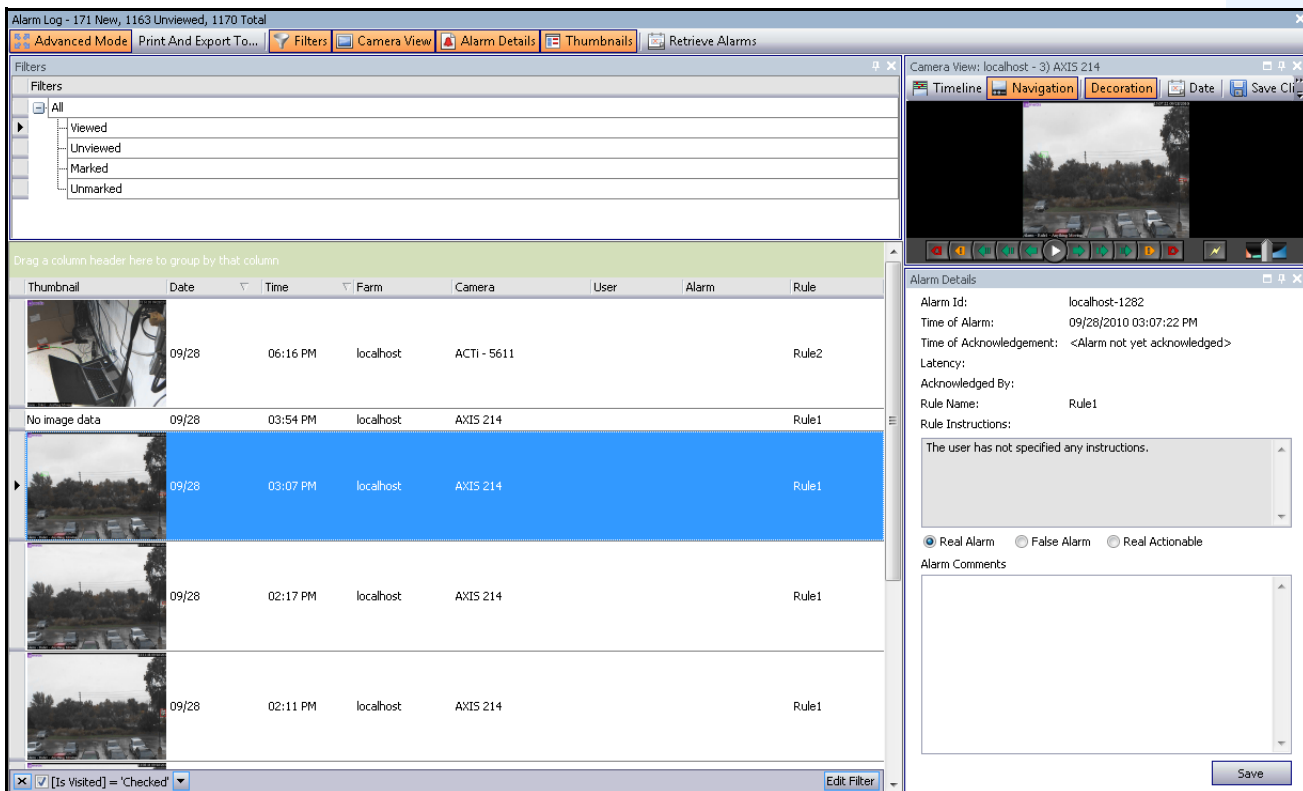 Alarm Log - 171 New, 1163 Unviewed, 1170 Total
Advanced Mode Print And Export To... Filters Camera View Alarm Details Thumbnails Retrieve Alarms
Filters
Filters
All
Viewed
Unviewed
Marked
Unmarked
Drag a column header here to group by that column
Thumbnail Date Time Farm Camera User Alarm Rule
09/28 06:16 PM localhost ACTi - 5611 Rule2
No image data 09/28 03:54 PM localhost AXIS 214 Rule1
09/28 03:07 PM localhost AXIS 214 Rule1
09/28 02:17 PM localhost AXIS 214 Rule1
09/28 02:11 PM localhost AXIS 214 Rule1
[Is Visited] = 'Checked' Edit Filter
Camera View: localhost - 3) AXIS 214
Timeline Navigation Decoration Date Save Cli
Alarm Details
Alarm Id: localhost-1282
Time of Alarm: 09/28/2010 03:07:22 PM
Time of Acknowledgement: <Alarm not yet acknowledged>
Latency:
Acknowledged By:
Rule Name: Rule1
Rule Instructions:
The user has not specified any instructions.
Real Alarm False Alarm Real Actionable
Alarm Comments
Save